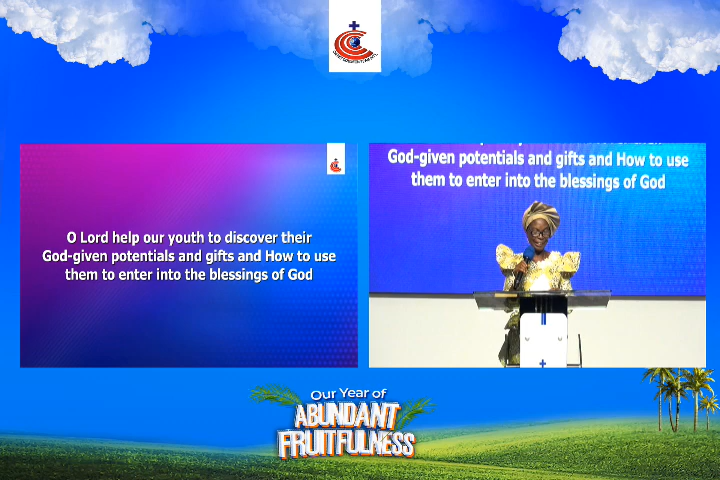 O Lord help our youth to discover their
God-given potentials and gifts and How to use
them to enter into the blessings of God
God-given potentials and gifts and How to use
them to enter into the blessings of God
Our Year of
ABUNDANT
FRUITFULNESS